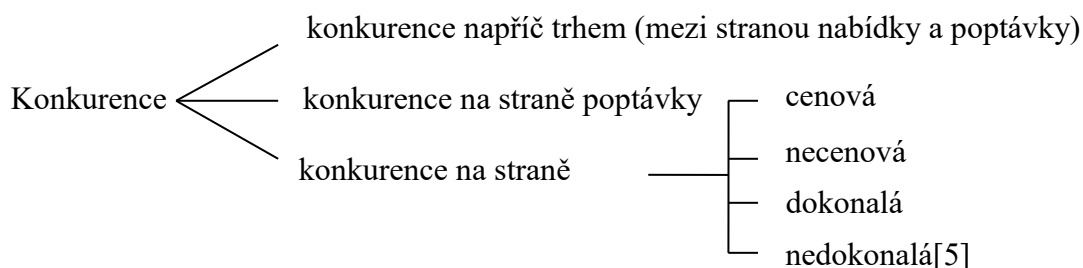 konkurence napříč trhem (mezi stranou nabídky a poptávky)
Konkurence
konkurence na straně poptávky
cenová
necenová
konkurence na straně
dokonalá
nedokonalá[5]